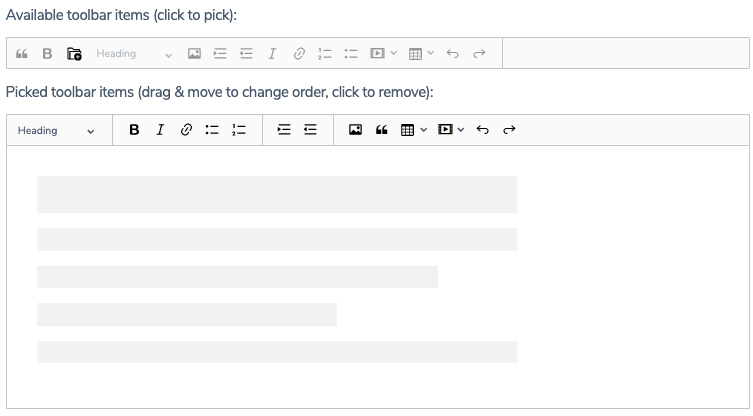 Available toolbar items (click to pick):
B Heading I
Picked toolbar items (drag & move to change order, click to remove):
Heading B I